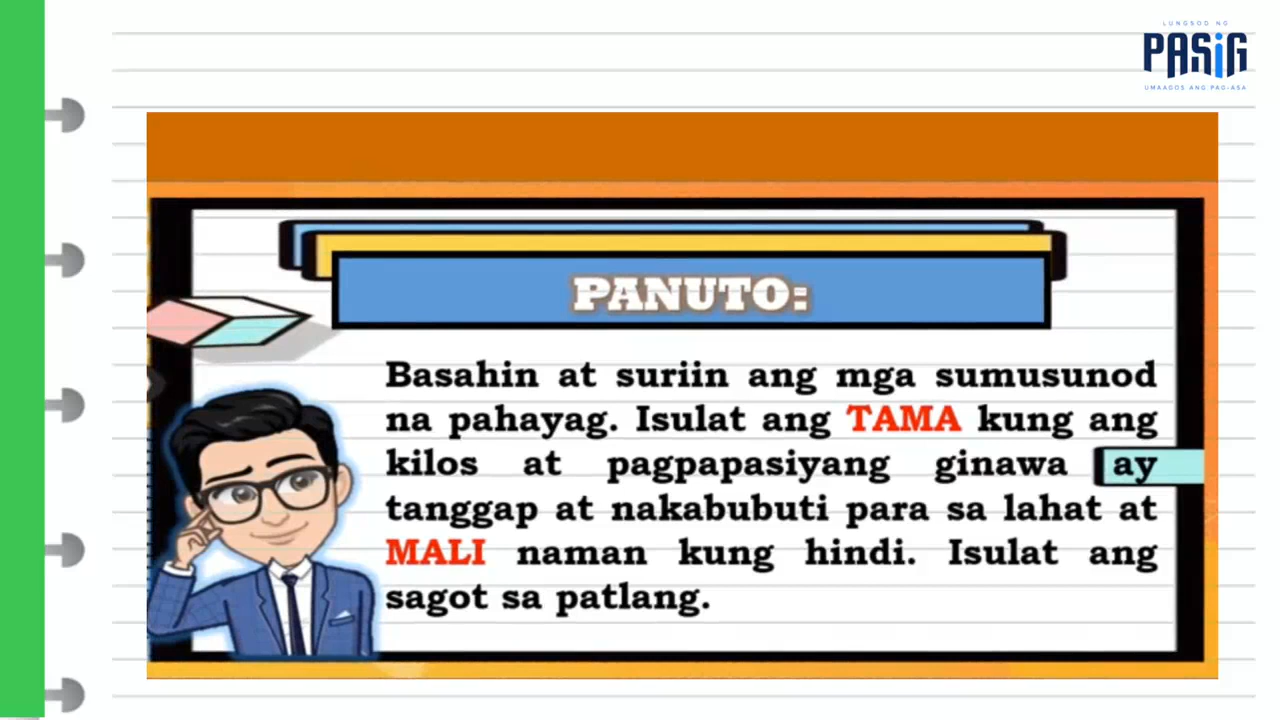 LUNGSOD NG
PASIG
UMAAGOS ANG PAG-ASA
PANUTO:
Basahin at suriin ang mga sumusunod
na pahayag. Isulat ang TAMA kung ang
kilos at pagpapasiyang ginawa ay
tanggap at nakabubuti para sa lahat at
MALI naman kung hindi. Isulat ang
sagot sa patlang.